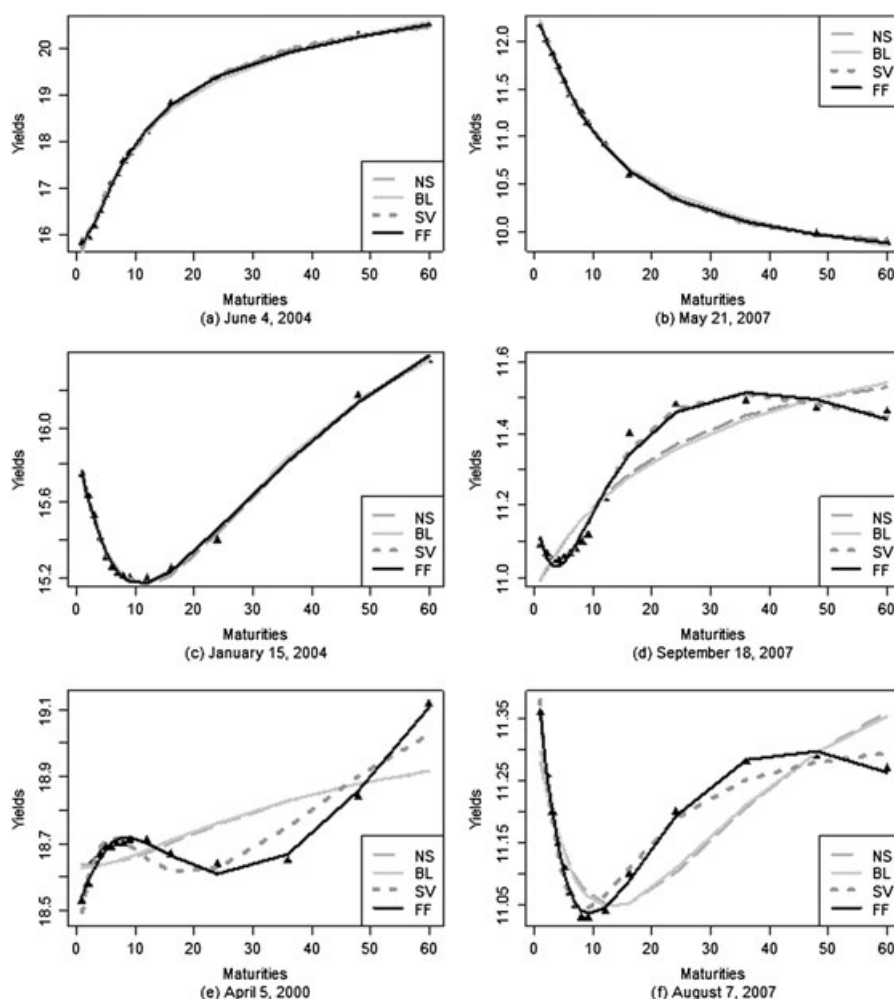 20
19
18
17
16
Yields
NS
BL
SV
FF
0 10 20 30 40 50 60
Maturities
(a) June 4, 2004
12.0
11.5
11.0
10.5
10.0
Yields
NS
BL
SV
FF
0 10 20 30 40 50 60
Maturities
(b) May 21, 2007
16.0
15.6
15.2
Yields
NS
BL
SV
FF
0 10 20 30 40 50 60
Maturities
(c) January 15, 2004
11.6
11.4
11.2
11.0
Yields
NS
BL
SV
FF
0 10 20 30 40 50 60
Maturities
(d) September 18, 2007
19.1
18.9
18.7
18.5
Yields
NS
BL
SV
FF
0 10 20 30 40 50 60
Maturities
(e) April 5, 2000
11.35
11.25
11.15
11.05
Yields
NS
BL
SV
FF
0 10 20 30 40 50 60
Maturities
(f) August 7, 2007